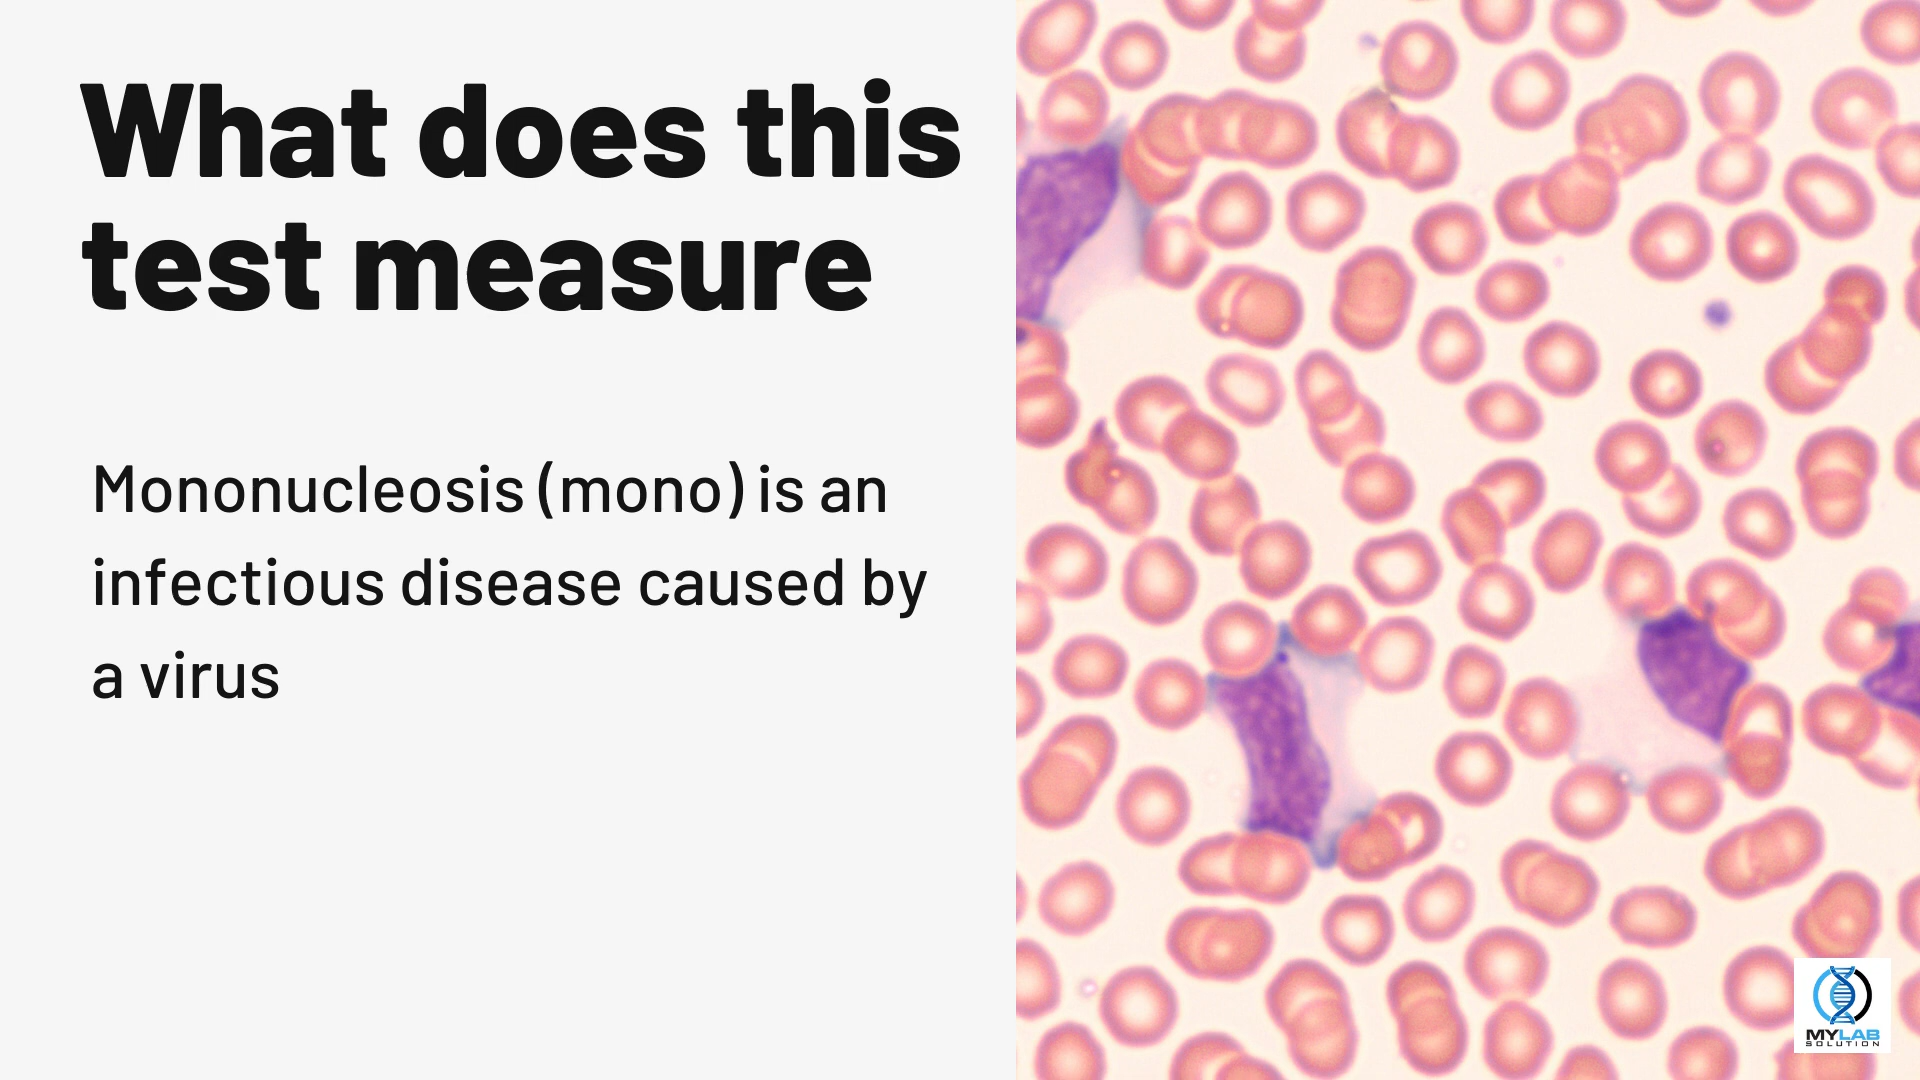 What does this
test measure
Mononucleosis (mono) is an
infectious disease caused by
a virus
MYLAB
SOLUTION